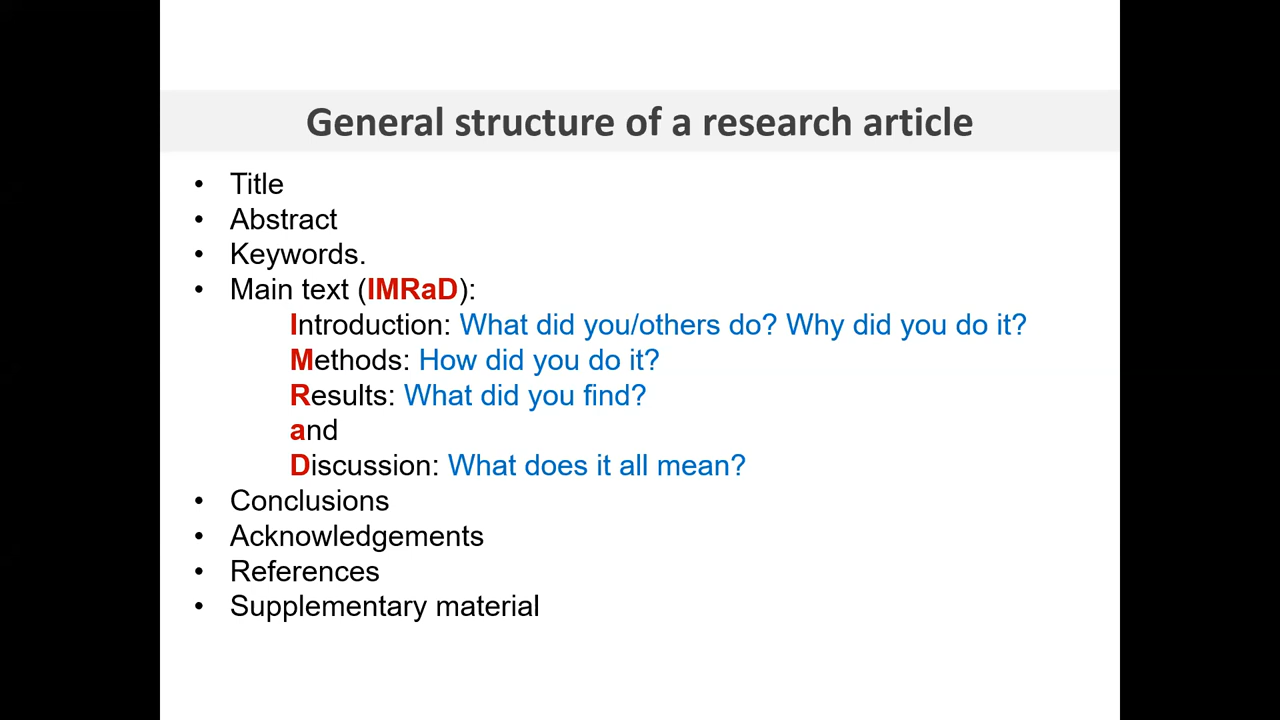 General structure of a research article
• Title
• Abstract
• Keywords.
• Main text (IMRaD):
Introduction: What did you/others do? Why did you do it?
Methods: How did you do it?
Results: What did you find?
and
Discussion: What does it all mean?
• Conclusions
• Acknowledgements
• References
• Supplementary material